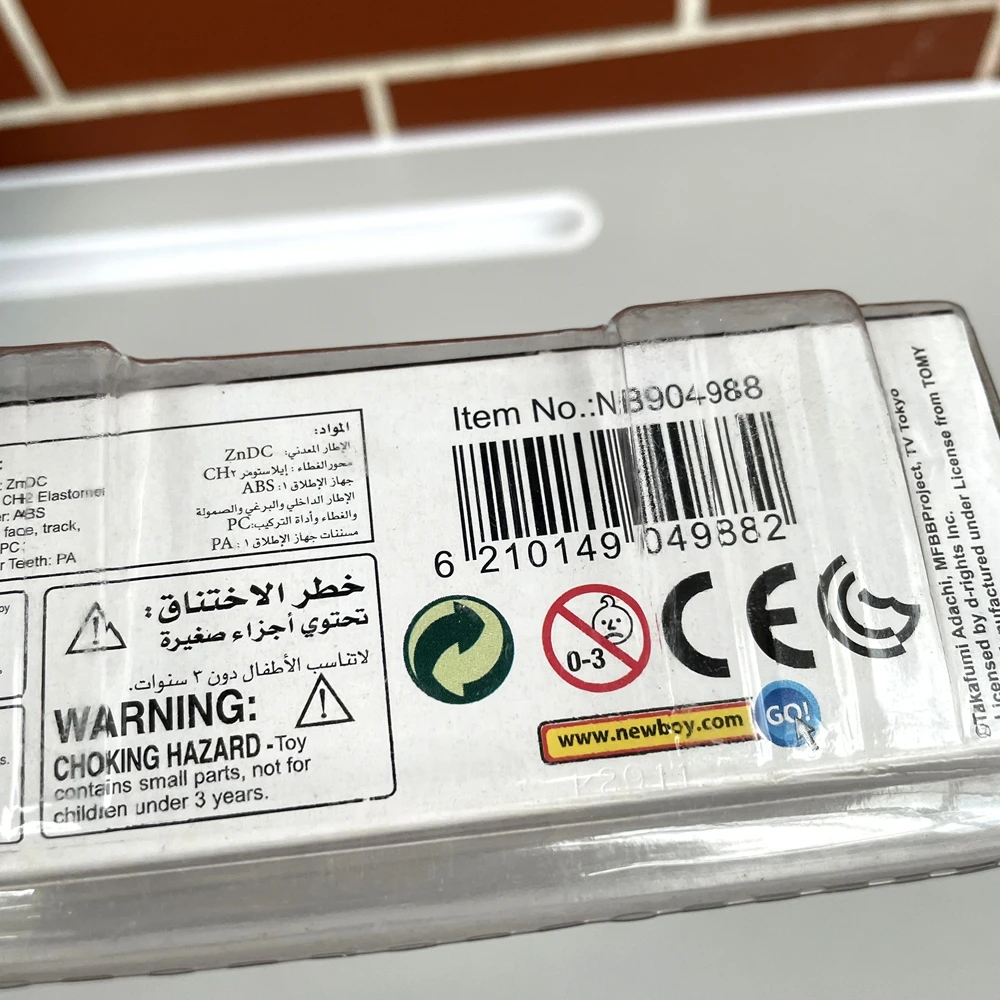 : ZnDC
CH2 Elastomer
er: ABS
face, track,
PC
r Teeth: PA
المواد:
الإطار المعدني: ZnDC
محور الغطاء: إيلاستومر CH٢
جهاز الإطلاق ١: ABS
الإطار الداخلي والبرغي والصمولة
والغطاء وأداة التركيب: PC
مسننات جهاز الإطلاق ١: PA
خطر الاختناق:
تحتوي أجزاء صغيرة
لاتناسب الأطفال دون ٣ سنوات.
WARNING:
CHOKING HAZARD -Toy
contains small parts, not for
children under 3 years.
Item No.:NB904988
6 210149 049882
0-3
CE
www.newboy.com GO!
©Takafumi Adachi, MFBBProject, TV Tokyo
Licensed by d-rights Inc.
Manufactured under License from TOMY